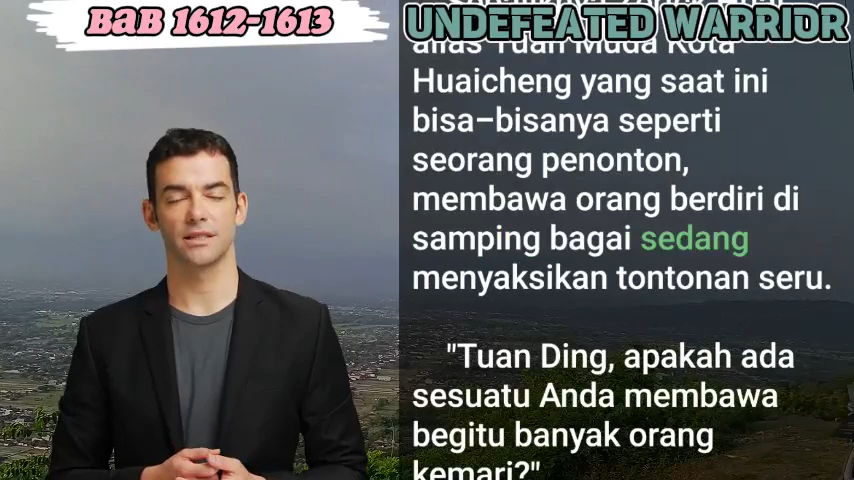 BAB 1612-1613
UNDEFEATED WARRIOR
alias Tuan Muda Kota
Huaicheng yang saat ini
bisa–bisanya seperti
seorang penonton,
membawa orang berdiri di
samping bagai sedang
menyaksikan tontonan seru.
"Tuan Ding, apakah ada
sesuatu Anda membawa
begitu banyak orang
kemari?"